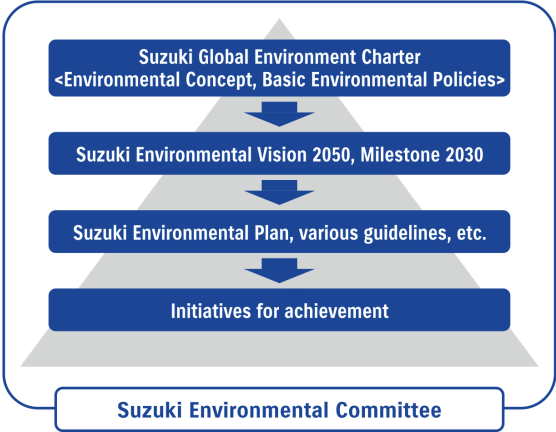 Suzuki Global Environment Charter
<Environmental Concept, Basic Environmental Policies>
Suzuki Environmental Vision 2050, Milestone 2030
Suzuki Environmental Plan, various guidelines, etc.
Initiatives for achievement
Suzuki Environmental Committee